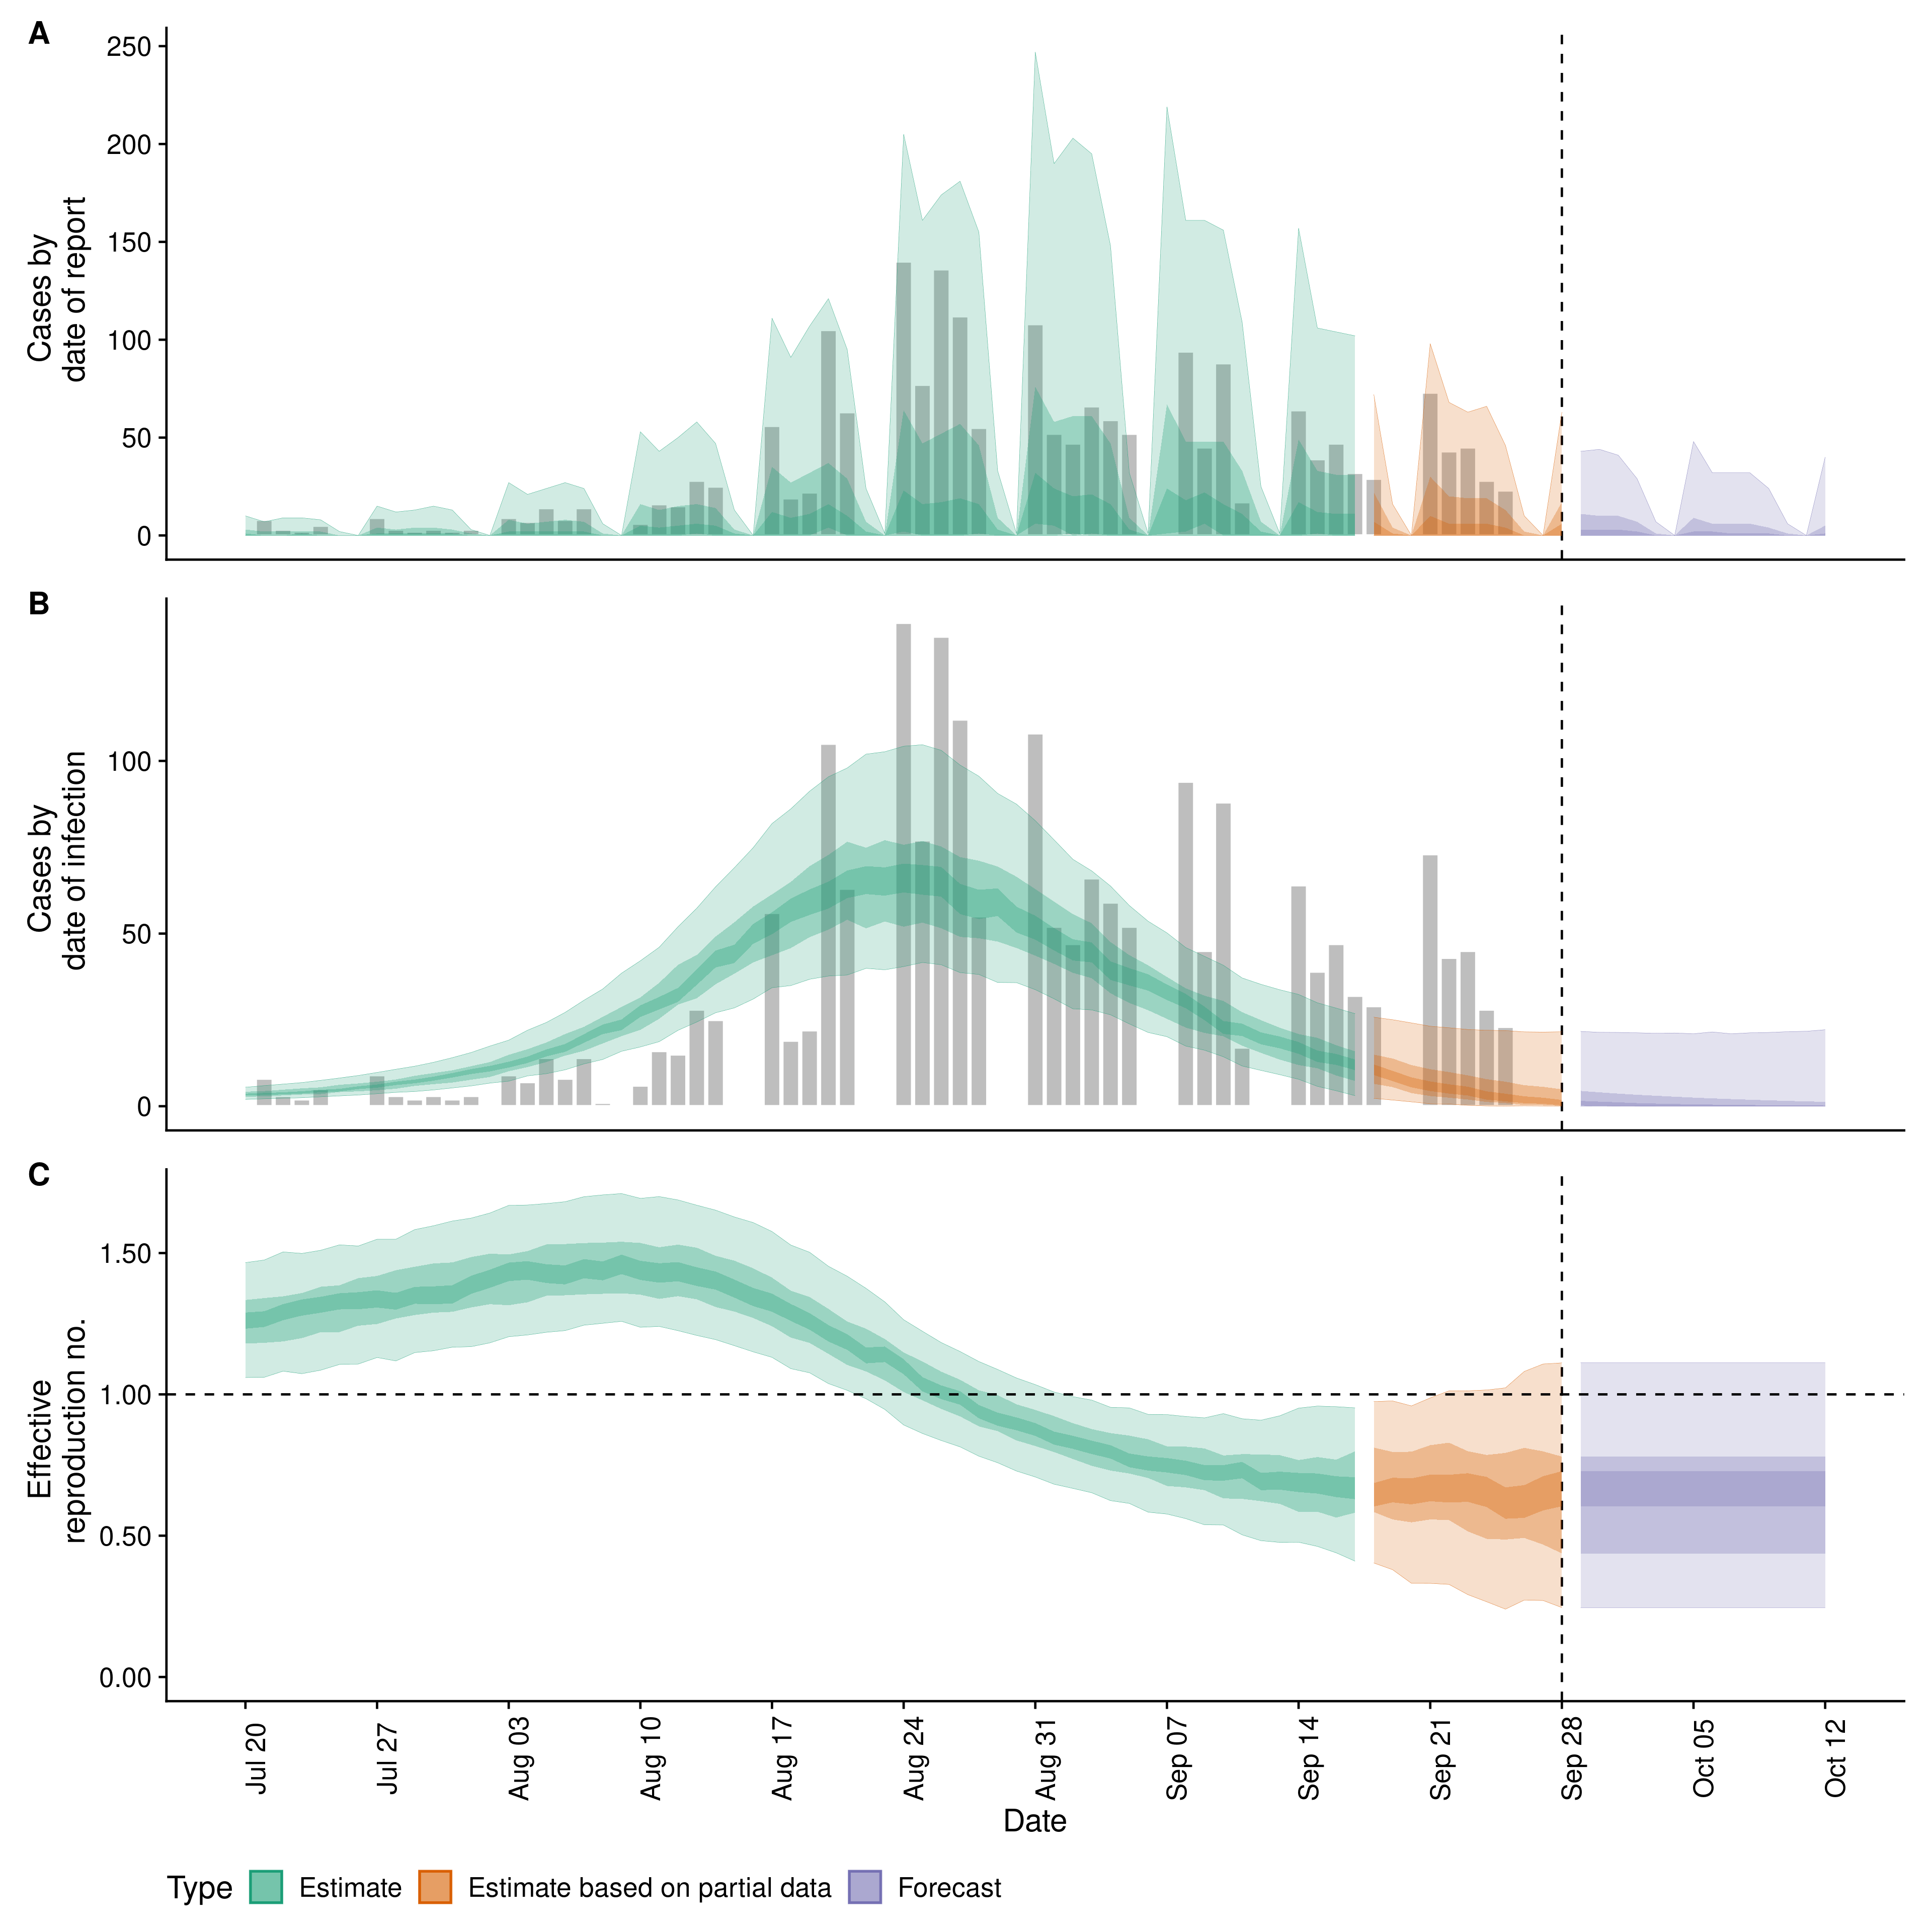 A
250
200
150
100
50
0
Cases by
date of report
B
100
50
0
Cases by
date of infection
C
1.50
1.00
0.50
0.00
Effective
reproduction no.
Jul 20
Jul 27
Aug 03
Aug 10
Aug 17
Aug 24
Aug 31
Sep 07
Sep 14
Sep 21
Sep 28
Oct 05
Oct 12
Date
Type Estimate Estimate based on partial data Forecast